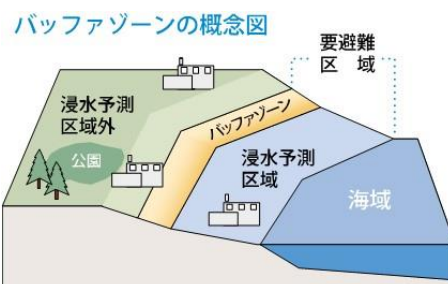 バッファゾーンの概念図
要避難
区　域
浸水予測
区域外
バッファゾーン
公園
浸水予測
区域
海域